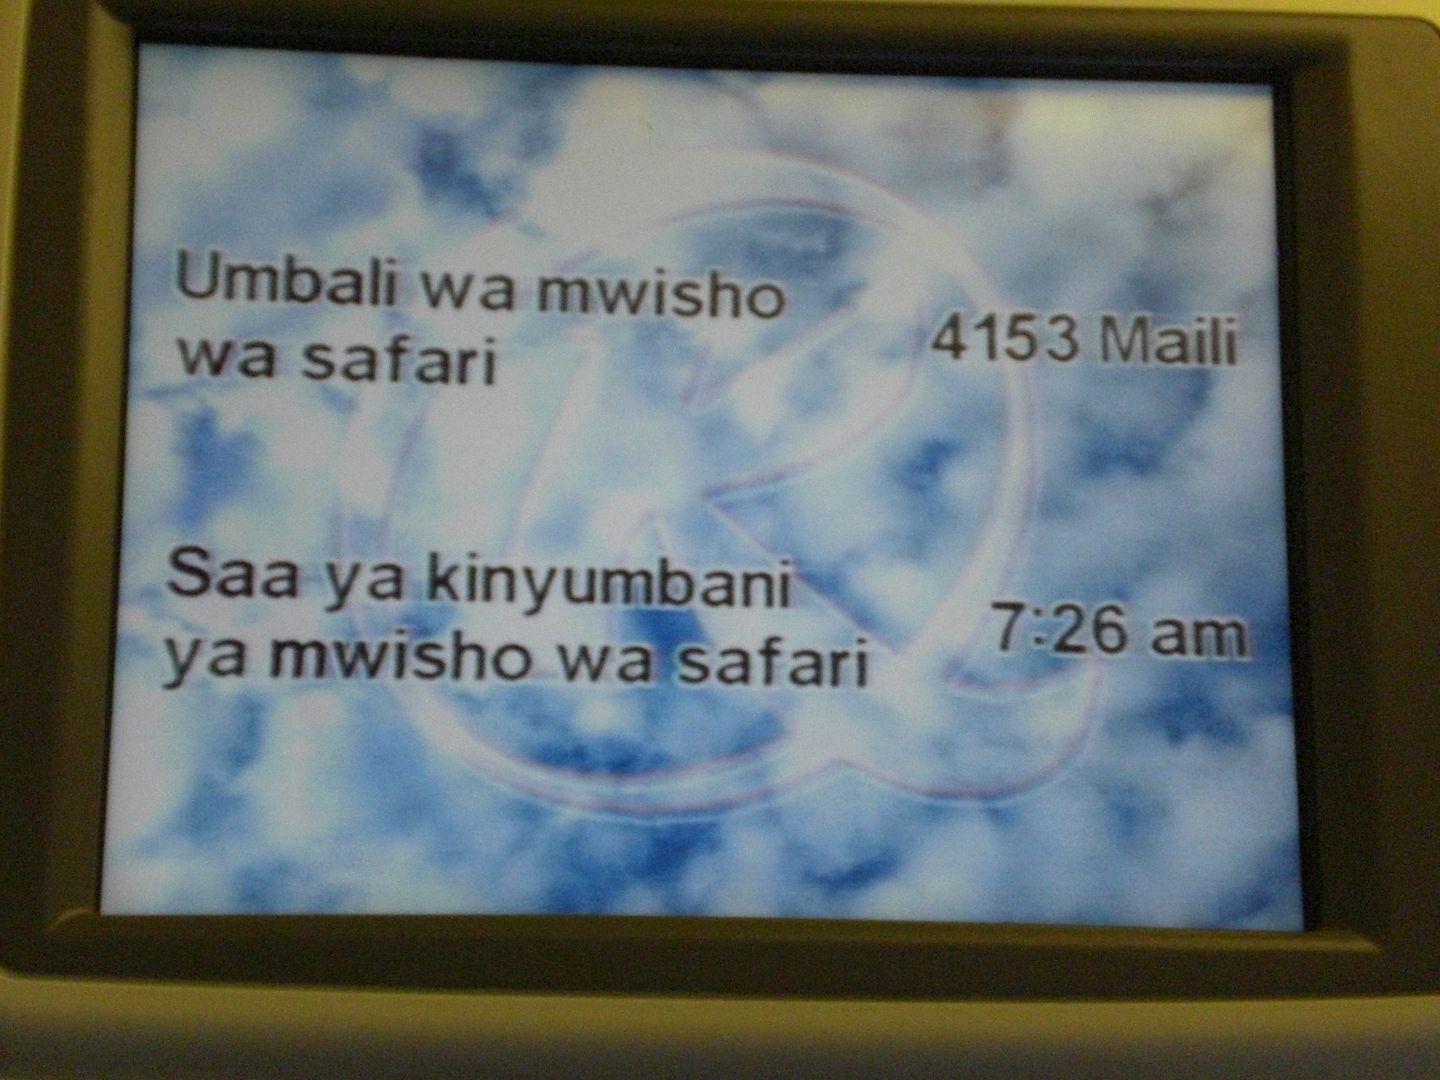 Umbali wa mwisho
wa safari
4153 Maili
Saa ya kinyumbani
ya mwisho wa safari
7:26 am